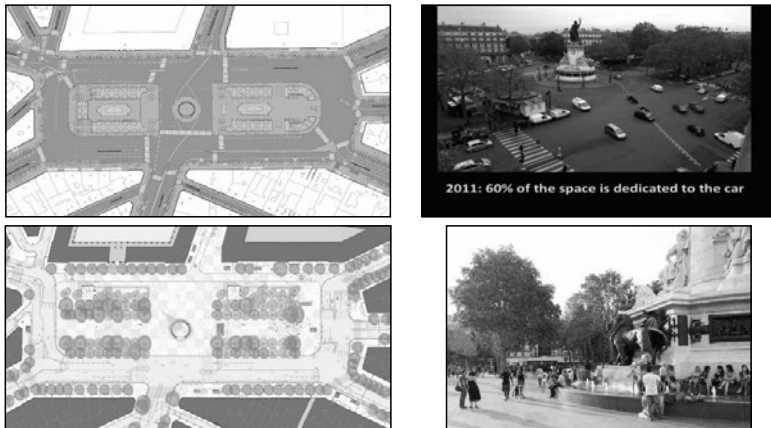 2011: 60% of the space is dedicated to the car